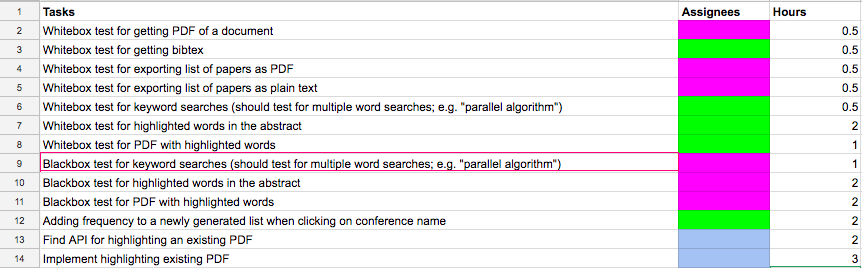 1 Tasks Assignees Hours
2 Whitebox test for getting PDF of a document 0.5
3 Whitebox test for getting bibtex 0.5
4 Whitebox test for exporting list of papers as PDF 0.5
5 Whitebox test for exporting list of papers as plain text 0.5
6 Whitebox test for keyword searches (should test for multiple word searches; e.g. "parallel algorithm") 0.5
7 Whitebox test for highlighted words in the abstract 2
8 Whitebox test for PDF with highlighted words 1
9 Blackbox test for keyword searches (should test for multiple word searches; e.g. "parallel algorithm") 1
10 Blackbox test for highlighted words in the abstract 2
11 Blackbox test for PDF with highlighted words 2
12 Adding frequency to a newly generated list when clicking on conference name 2
13 Find API for highlighting an existing PDF 2
14 Implement highlighting existing PDF 3